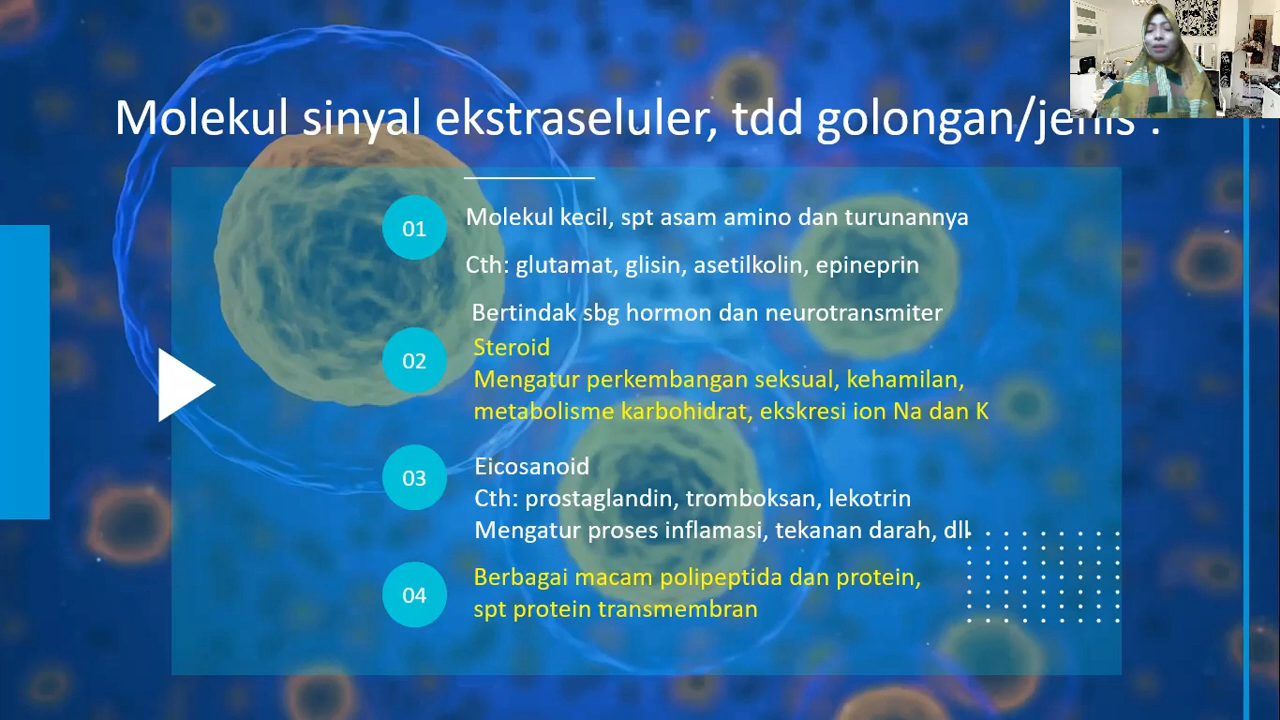 Molekul sinyal ekstraseluler, tdd golongan/jenis :
01
Molekul kecil, spt asam amino dan turunannya
Cth: glutamat, glisin, asetilkolin, epineprin
Bertindak sbg hormon dan neurotransmiter
02
Steroid
Mengatur perkembangan seksual, kehamilan,
metabolisme karbohidrat, ekskresi ion Na dan K
03
Eicosanoid
Cth: prostaglandin, tromboksan, lekotrin
Mengatur proses inflamasi, tekanan darah, dll
04
Berbagai macam polipeptida dan protein,
spt protein transmembran